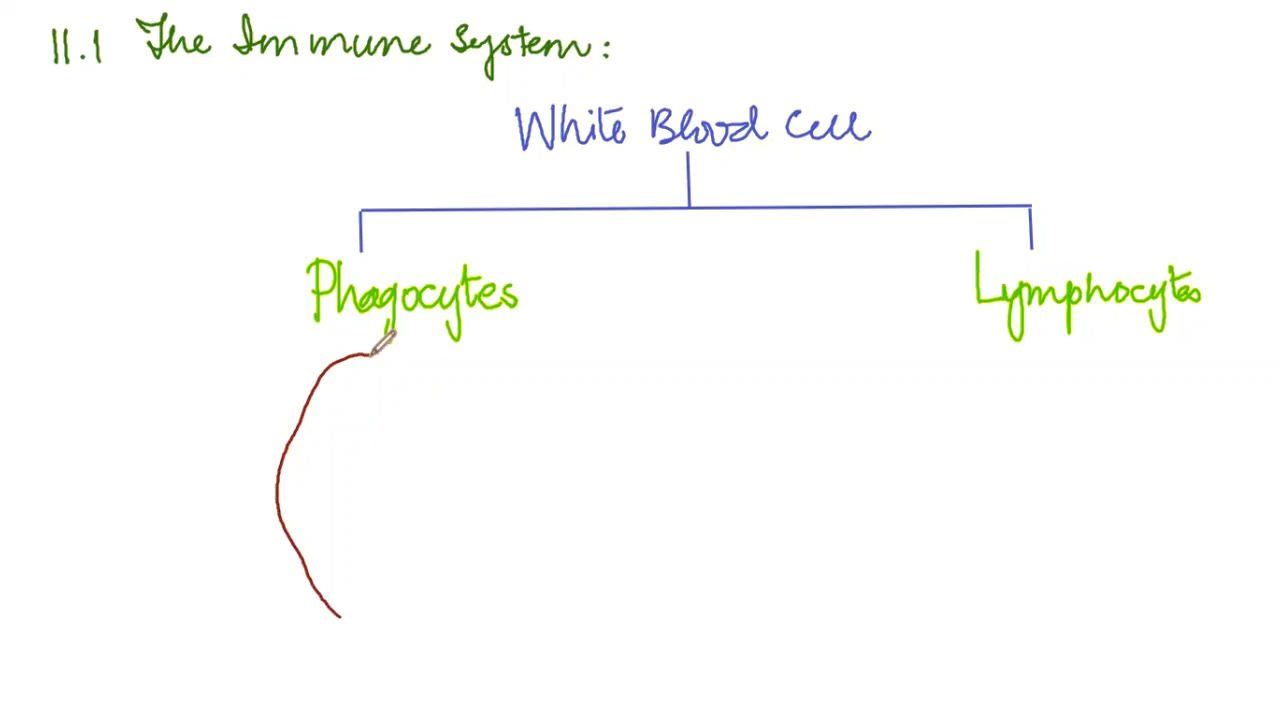 11.1 The Immune System:
White Blood Cell
Phagocytes
Lymphocytes